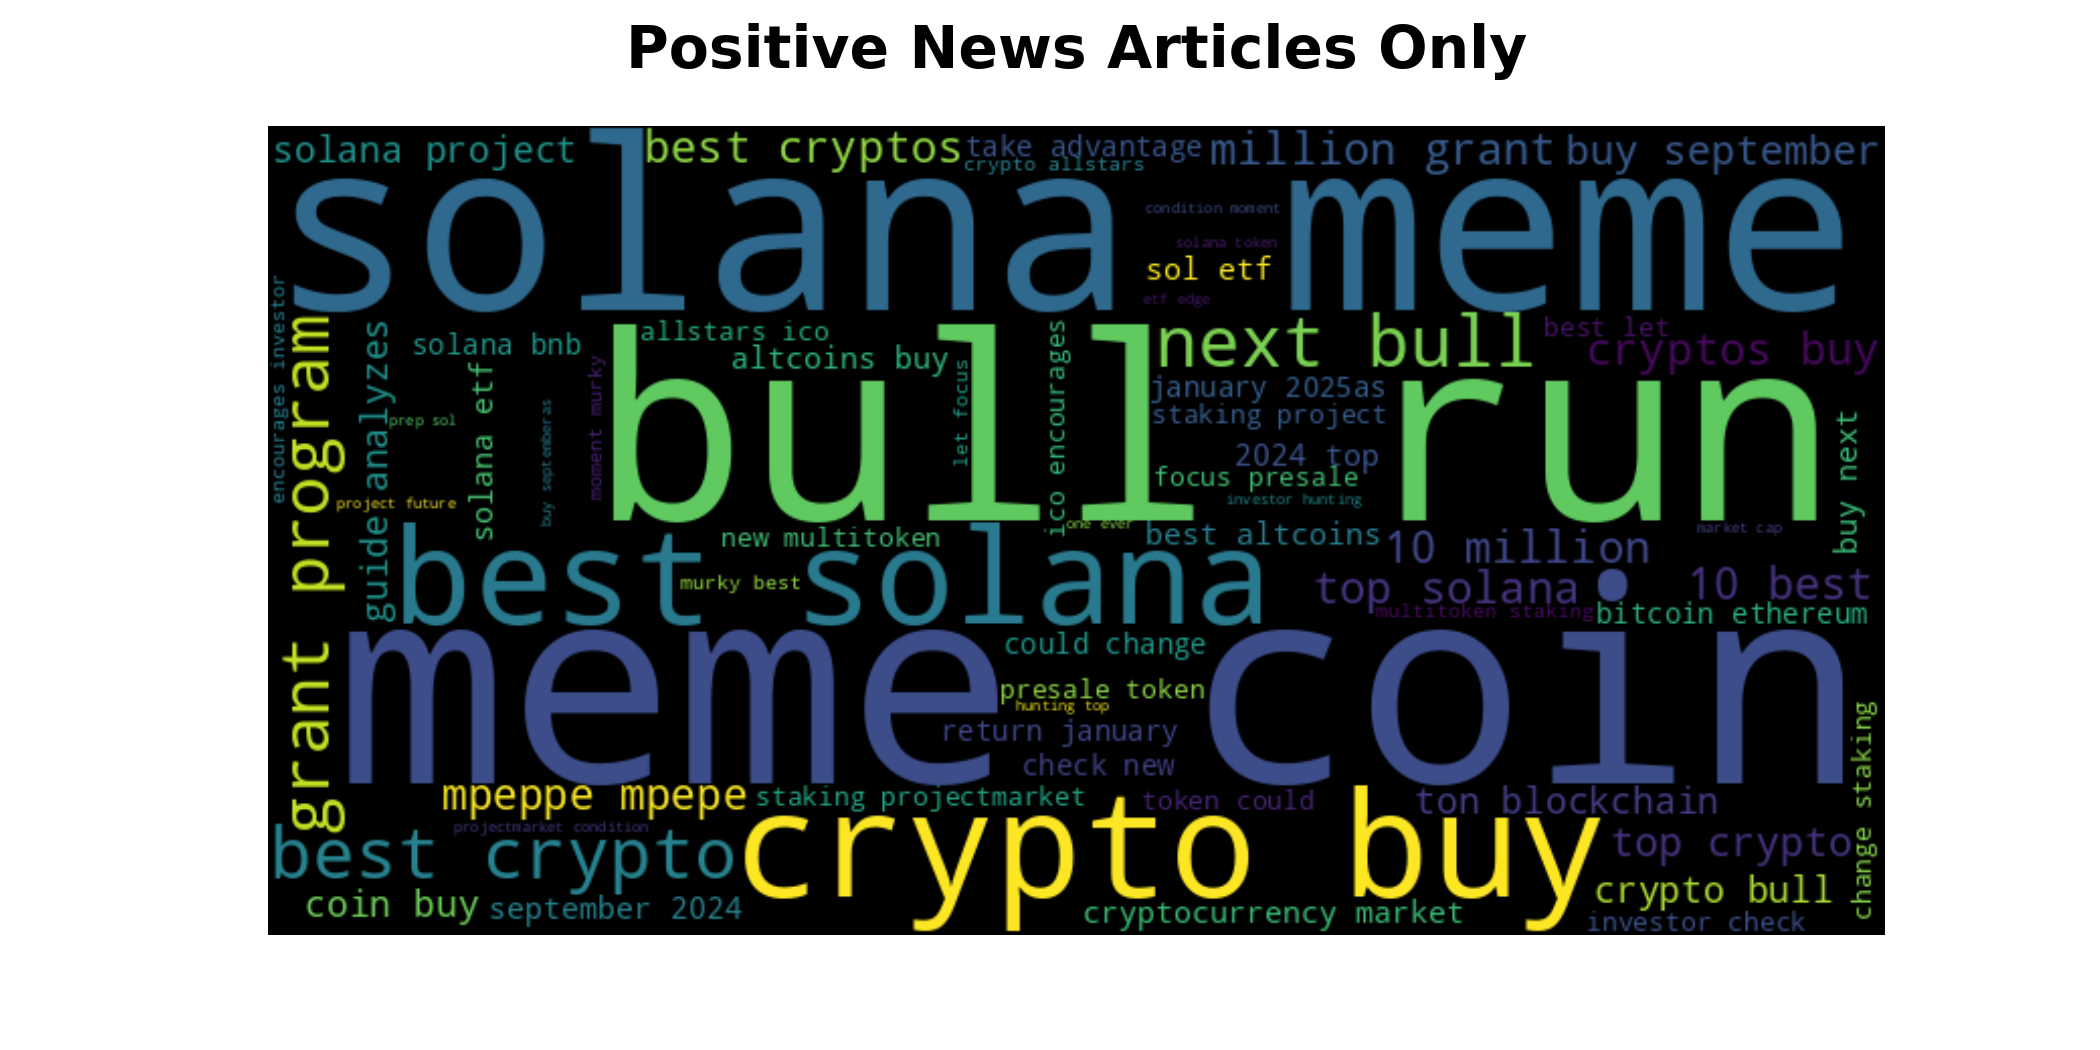 Positive News Articles Only
solana project
best cryptos
take advantage
crypto allstars
million grant
buy september
solana meme
condition moment
solana token
sol etf
etf edge
encourages investor
grant program
guide analyzes
solana bnb
allstars ico
altcoins buy
next bull
best let
cryptos buy
bull run
january 2025as
staking project
2024 top
focus presale
investor hunting
prep sol
solana etf
buy septemberas
moment murky
let focus
ico encourages
buy next
project future
one ever
new multitoken
best altcoins
10 million
market cap
best solana
murky best
top solana
10 best
multitoken staking
bitcoin ethereum
could change
meme coin
presale token
hunting top
return january
check new
change staking
mpeppe mpepe
staking projectmarket
token could
ton blockchain
projectmarket condition
best crypto
crypto buy
top crypto
coin buy
september 2024
cryptocurrency market
crypto bull
investor check